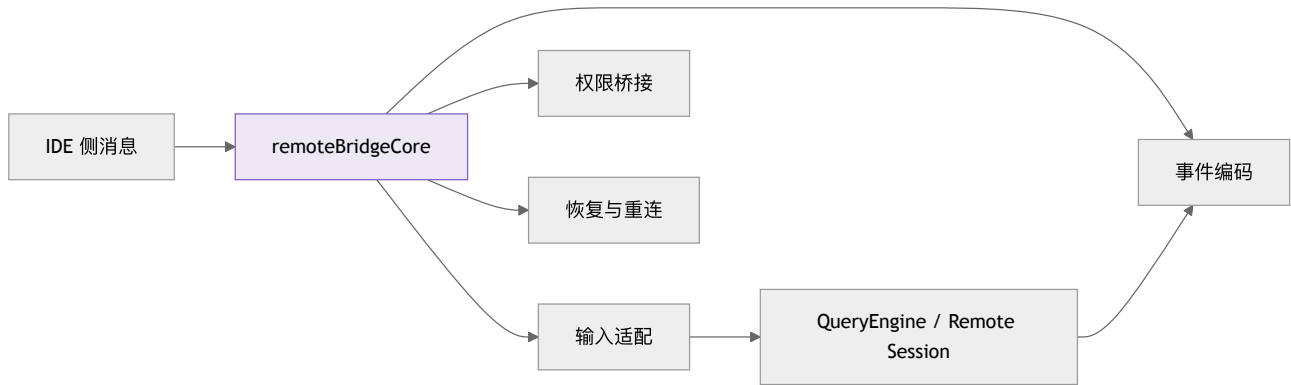 IDE 侧消息
remoteBridgeCore
权限桥接
恢复与重连
输入适配
QueryEngine / Remote
Session
事件编码